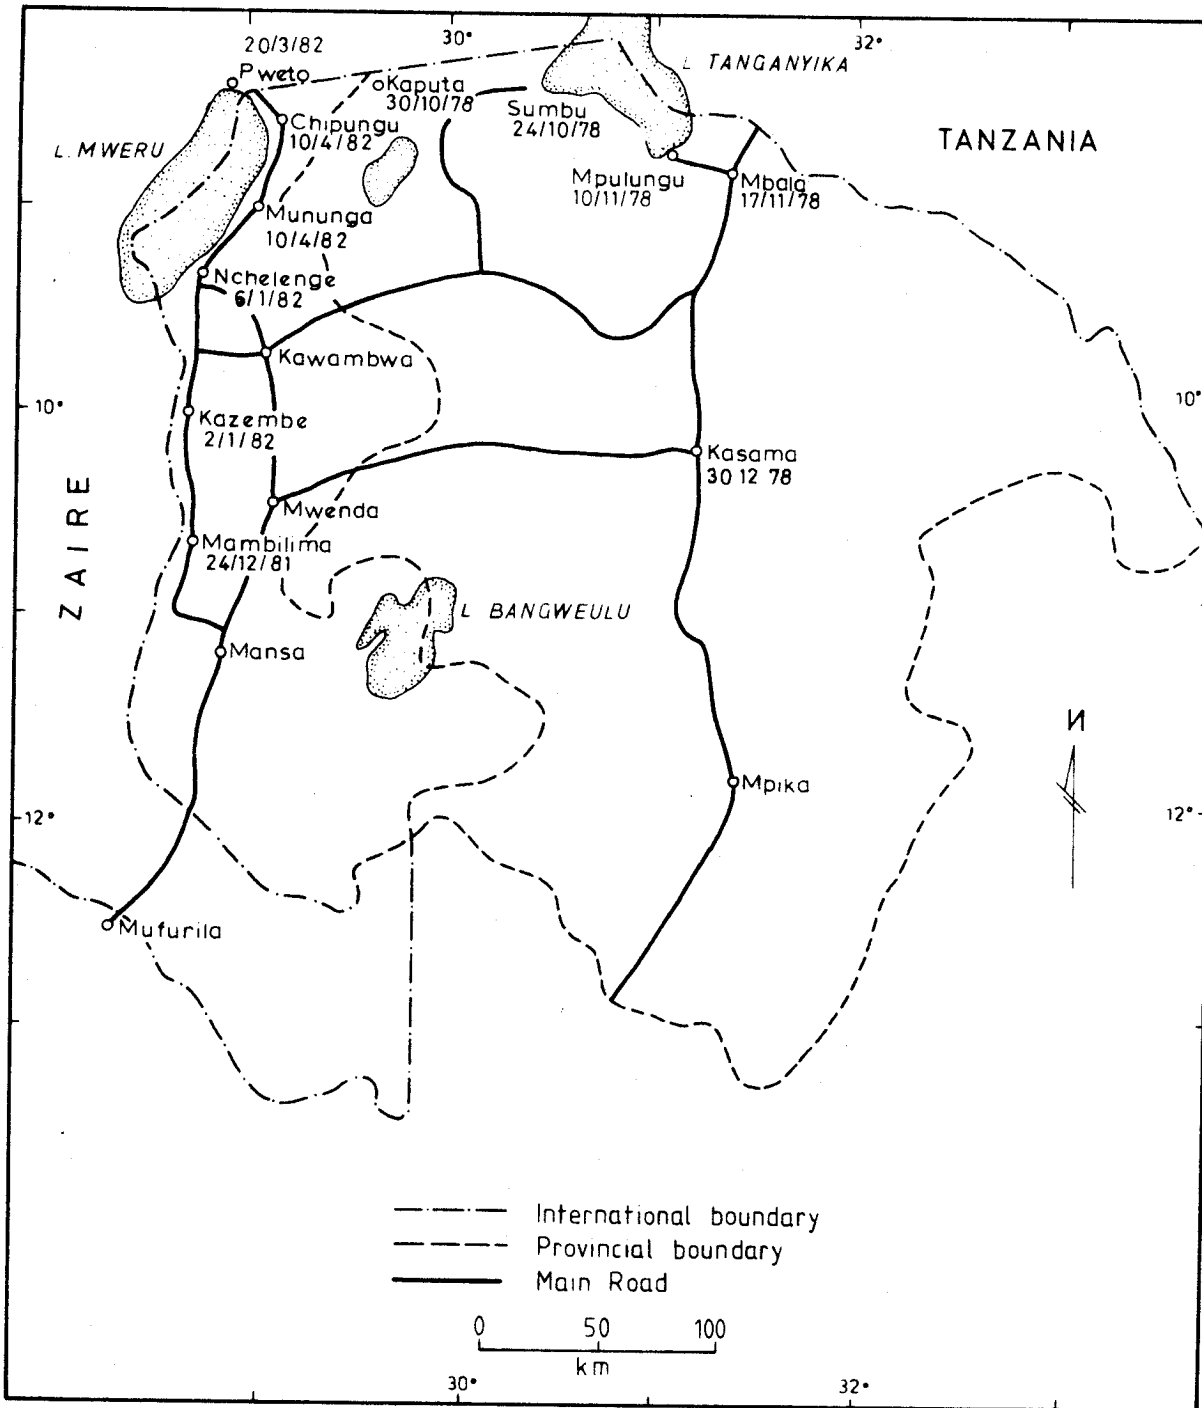 20/3/82
30°
32°
Pweto
L TANGANYIKA
Kaputa
30/10/78
Sumbu
24/10/78
Chipungu
10/4/82
TANZANIA
L. MWERU
Mpulungu
10/11/78
Mbala
17/11/78
Mununga
10/4/82
Nchelenge
6/1/82
Kawambwa
10°
10°
Kazembe
2/1/82
Kasama
30 12 78
ZAIRE
Mwenda
Mambilima
24/12/81
L BANGWEULU
Mansa
N
Mpika
12°
12°
Mufurila
International boundary
Provincial boundary
Main Road
0 50 100
km
30°
32°